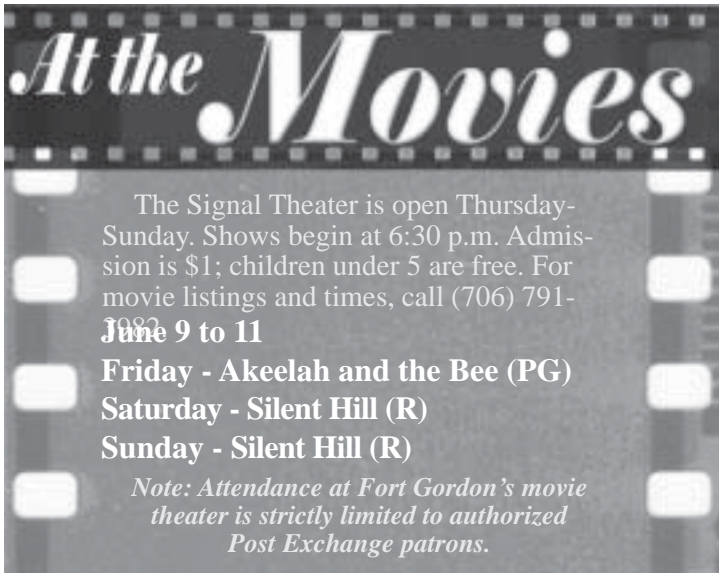 At the Movies
The Signal Theater is open Thursday-
Sunday. Shows begin at 6:30 p.m. Admis-
sion is $1; children under 5 are free. For
movie listings and times, call (706) 791-
3982.
June 9 to 11
Friday - Akeelah and the Bee (PG)
Saturday - Silent Hill (R)
Sunday - Silent Hill (R)
Note: Attendance at Fort Gordon's movie
theater is strictly limited to authorized
Post Exchange patrons.